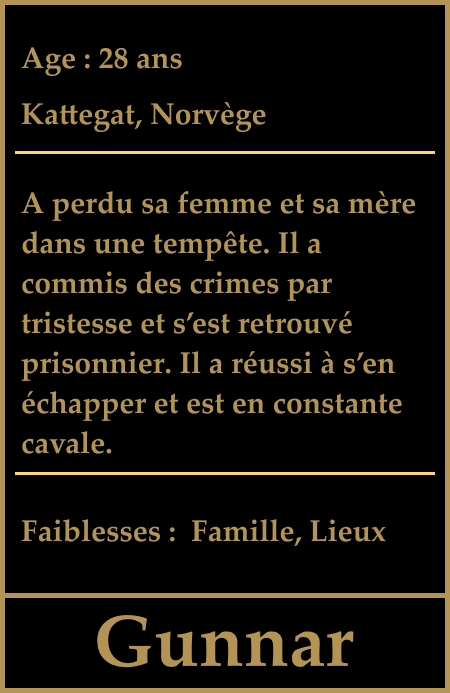 Age : 28 ans
Kattegat, Norvège
A perdu sa femme et sa mère
dans une tempête. Il a
commis des crimes par
tristesse et s’est retrouvé
prisonnier. Il a réussi à s’en
échapper et est en constante
cavale.
Faiblesses :  Famille, Lieux
Gunnar